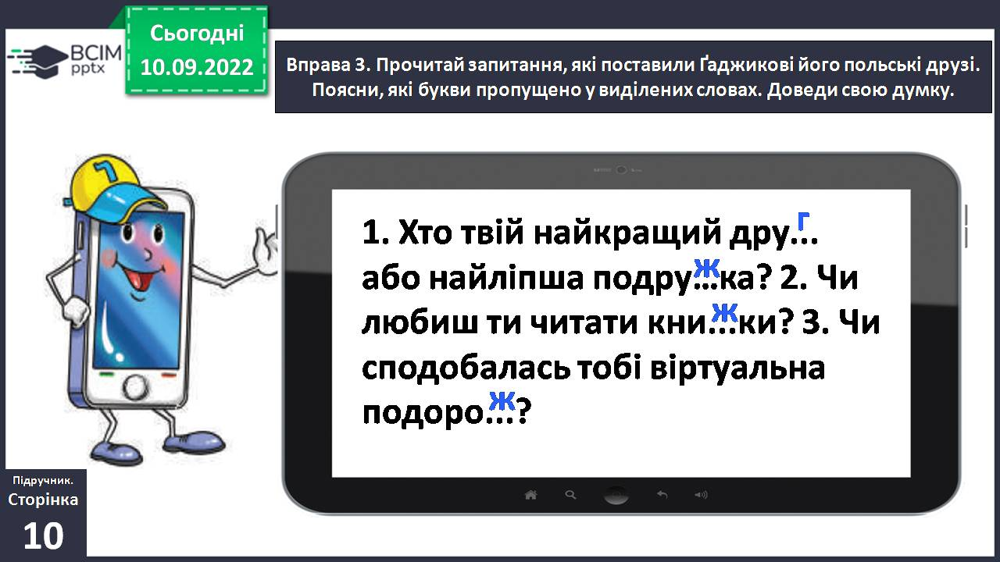 Сьогодні
10.09.2022
ВСІМ
pptx
Вправа 3. Прочитай запитання, які поставили Ґаджикові його польські друзі.
Поясни, які букви пропущено у виділених словах. Доведи свою думку.
1. Хто твій найкращий дру...г
або найліпша подру...жка? 2. Чи
любиш ти читати кни...жки? 3. Чи
сподобалась тобі віртуальна
подоро...ж?
Підручник.
Сторінка
10